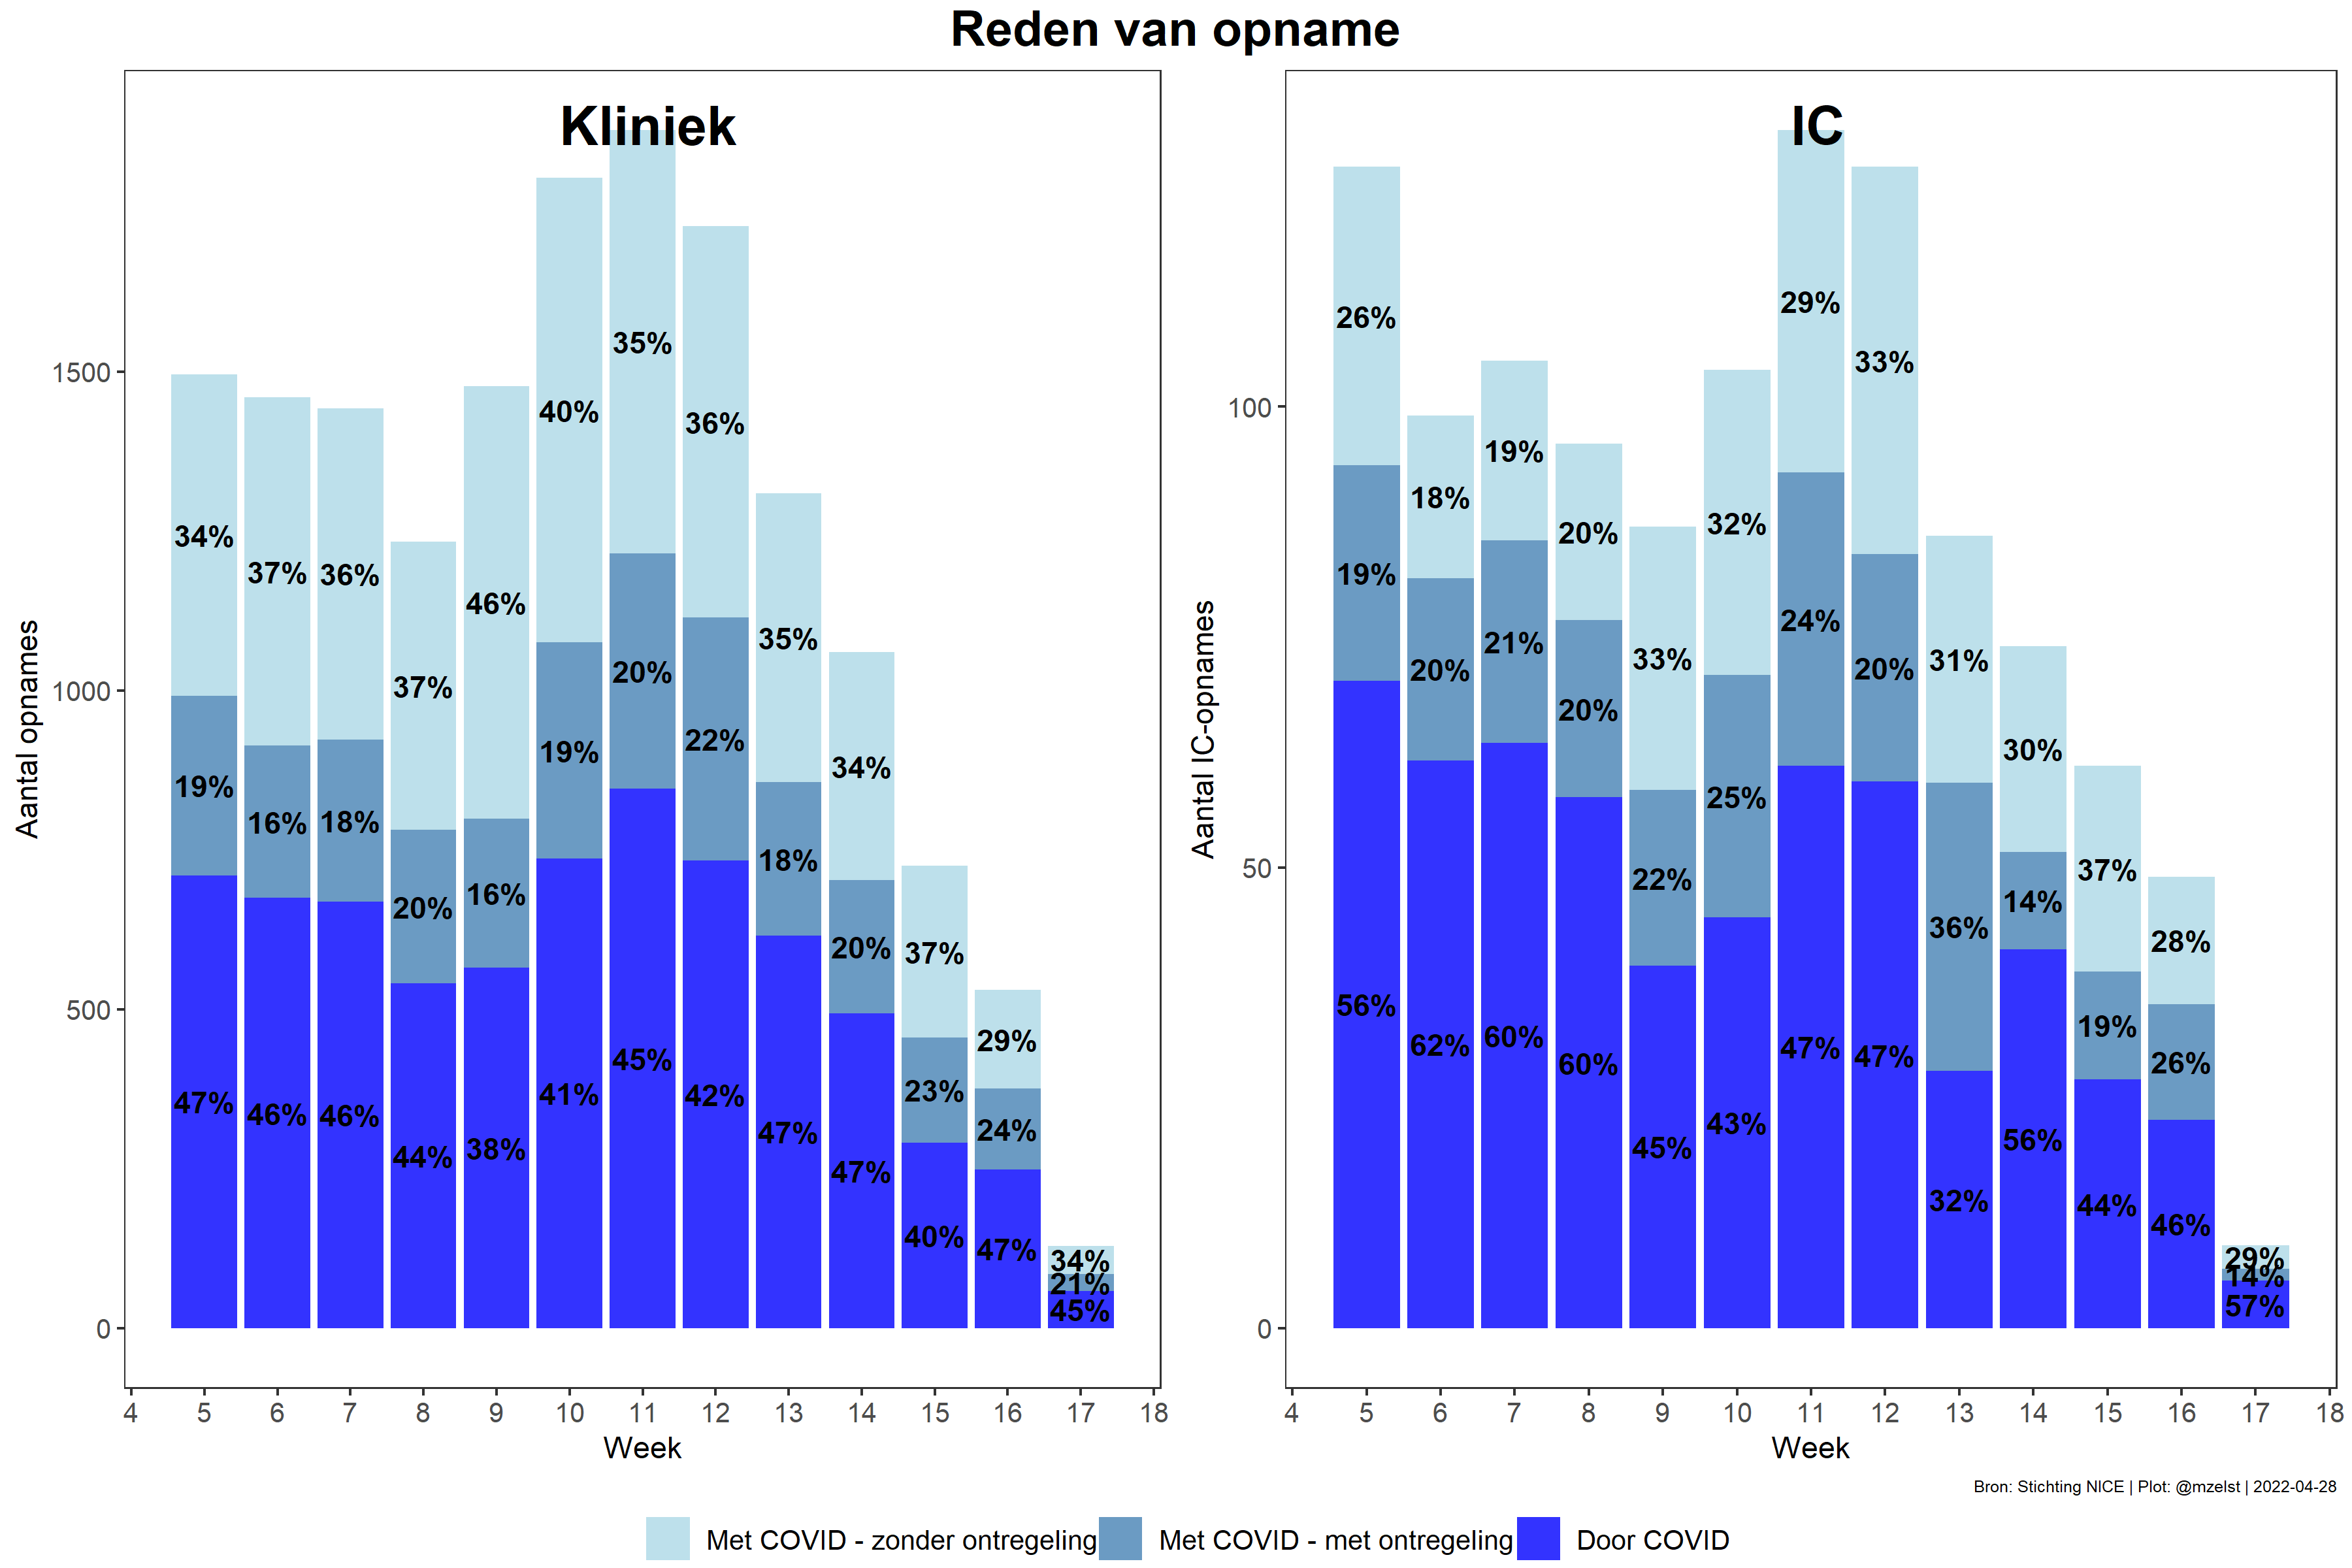 Reden van opname
Kliniek
Aantal opnames
1500
1000
500
0
34% 37% 36% 37% 46% 40% 35% 36% 35% 34% 37% 29% 34%
19% 16% 18% 20% 16% 19% 20% 22% 18% 20% 23% 24% 21%
47% 46% 46% 44% 38% 41% 45% 42% 47% 47% 40% 47% 45%
4 5 6 7 8 9 10 11 12 13 14 15 16 17 18
Week
IC
Aantal IC-opnames
100
50
0
26% 18% 19% 20% 33% 32% 29% 33% 31% 30% 37% 28% 29%
19% 20% 21% 20% 22% 25% 24% 20% 36% 14% 19% 26% 14%
56% 62% 60% 60% 45% 43% 47% 47% 32% 56% 44% 46% 57%
4 5 6 7 8 9 10 11 12 13 14 15 16 17 18
Week
Bron: Stichting NICE | Plot: @mzelst | 2022-04-28
Met COVID - zonder ontregeling Met COVID - met ontregeling Door COVID